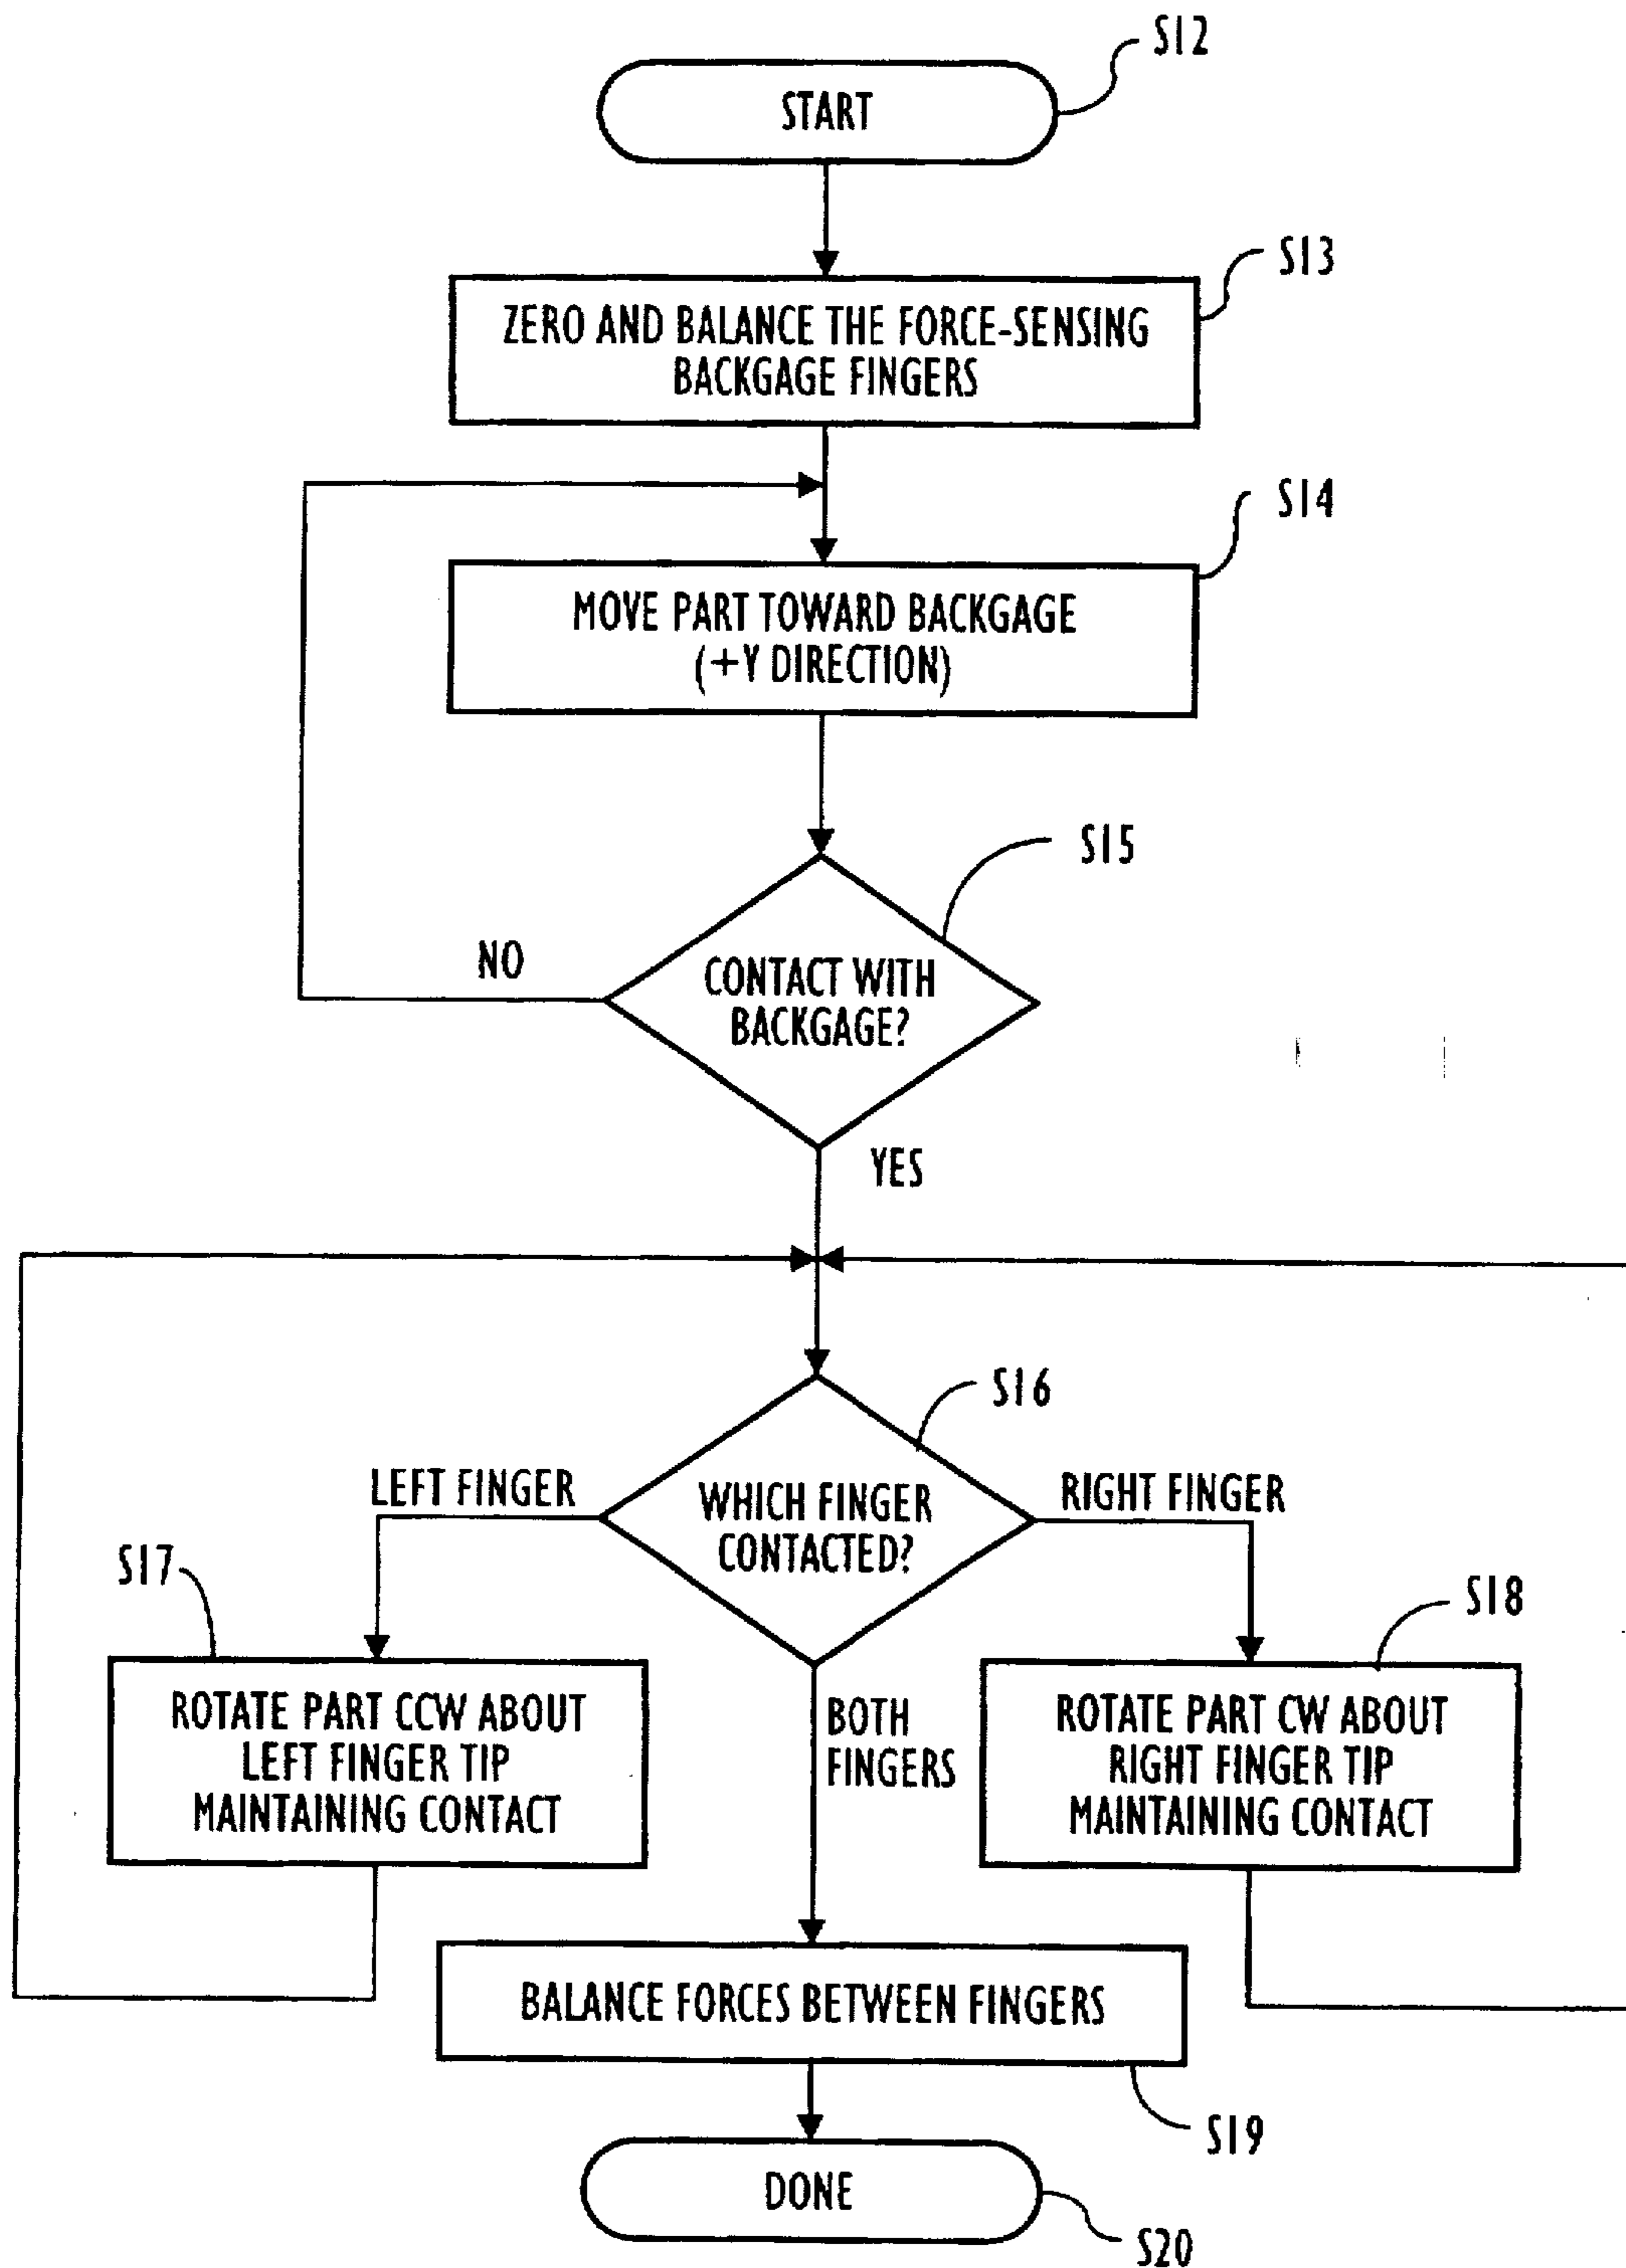 S12
START
S13
ZERO AND BALANCE THE FORCE-SENSING
BACKGAGE FINGERS
S14
MOVE PART TOWARD BACKGAGE
(+Y DIRECTION)
S15
NO
CONTACT WITH
BACKGAGE?
YES
S16
LEFT FINGER
WHICH FINGER
CONTACTED?
RIGHT FINGER
S17
S18
ROTATE PART CCW ABOUT
LEFT FINGER TIP
MAINTAINING CONTACT
BOTH
FINGERS
ROTATE PART CW ABOUT
RIGHT FINGER TIP
MAINTAINING CONTACT
BALANCE FORCES BETWEEN FINGERS
S19
DONE
S20